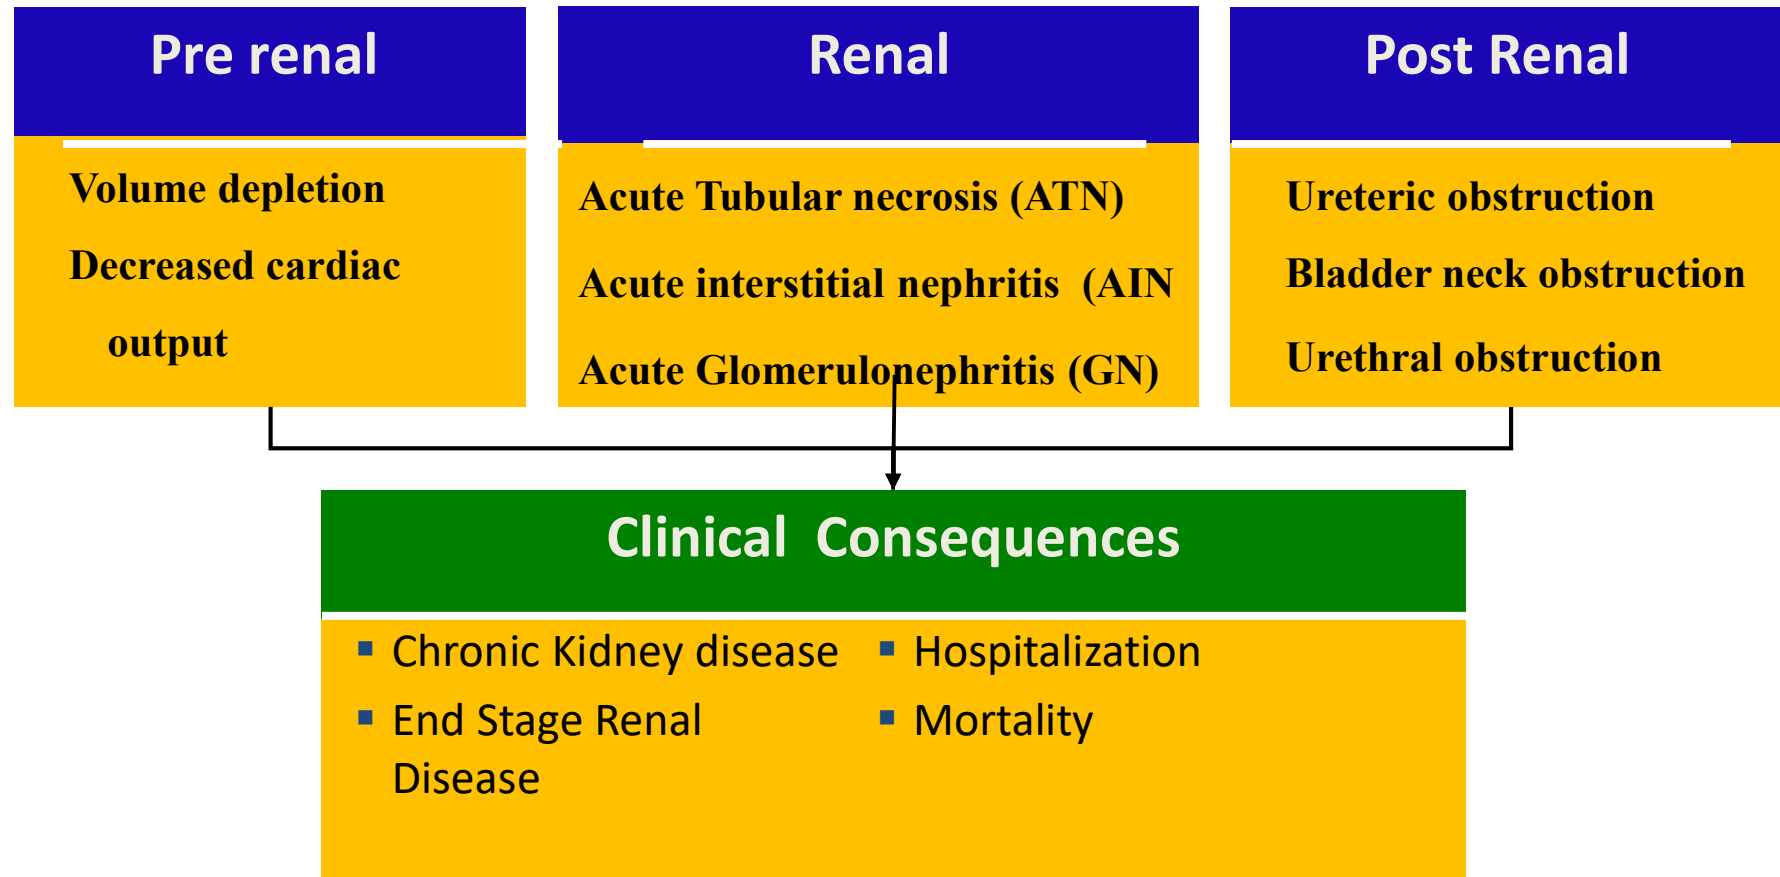 Pre renal
Volume depletion
Decreased cardiac
output
Renal
Acute Tubular necrosis (ATN)
Acute interstitial nephritis  (AIN
Acute Glomerulonephritis (GN)
Post Renal
Ureteric obstruction
Bladder neck obstruction
Urethral obstruction
Clinical  Consequences
▪ Chronic Kidney disease
▪ End Stage Renal
Disease
▪ Hospitalization
▪ Mortality